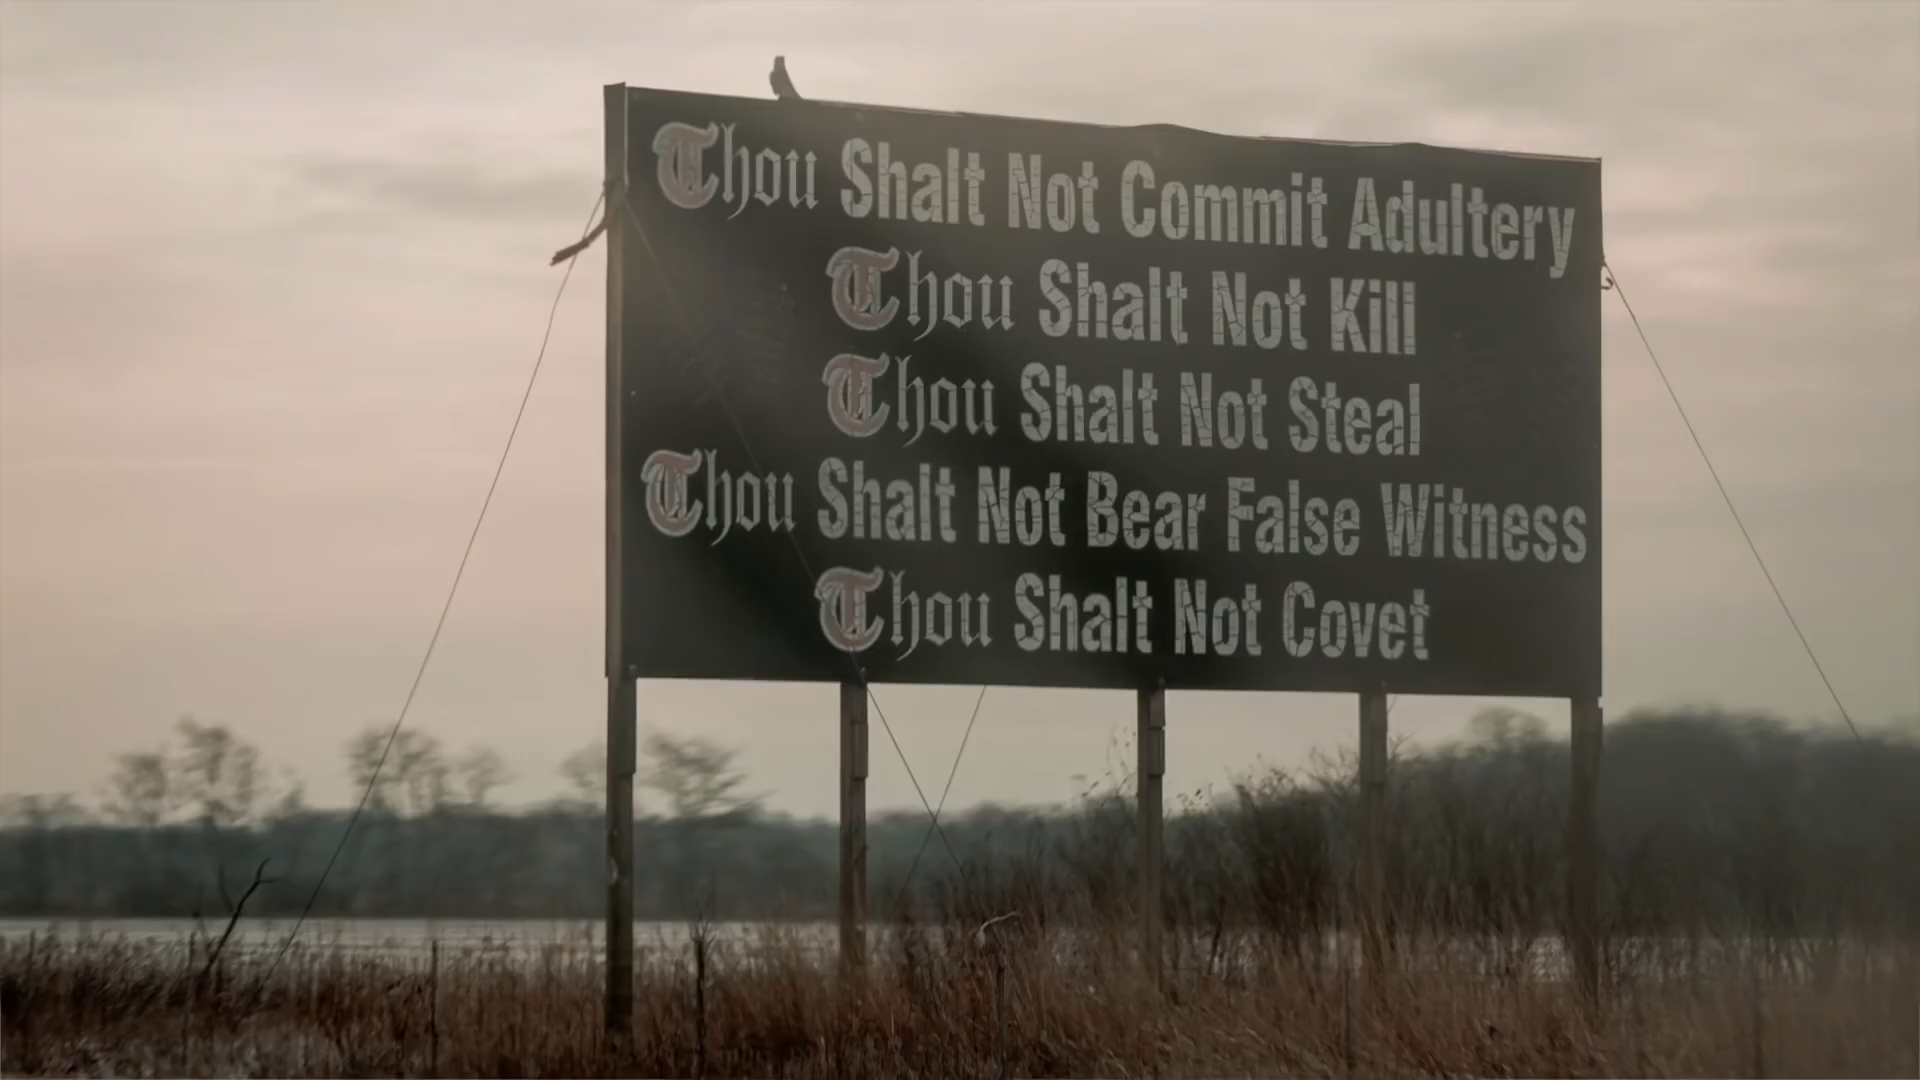 Thou Shalt Not Commit Adultery
Thou Shalt Not Kill
Thou Shalt Not Steal
Thou Shalt Not Bear False Witness
Thou Shalt Not Covet